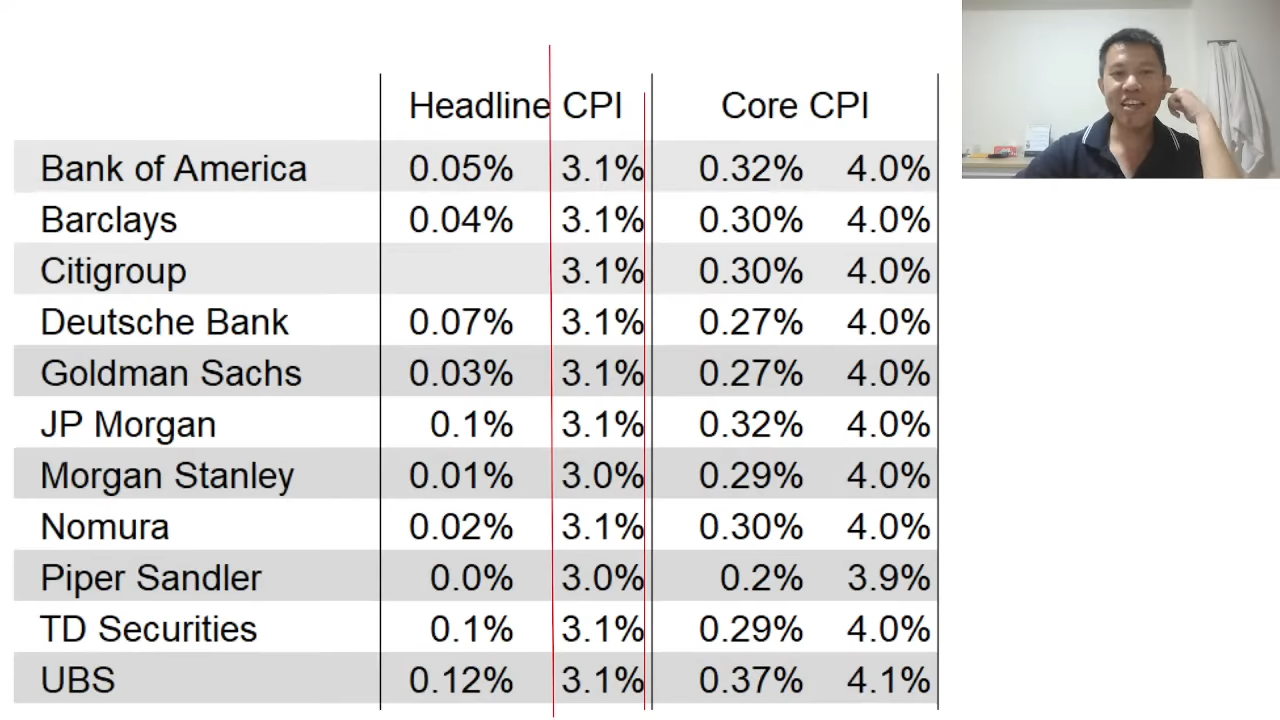 Headline CPI Core CPI
Bank of America 0.05% 3.1% 0.32% 4.0%
Barclays 0.04% 3.1% 0.30% 4.0%
Citigroup 3.1% 0.30% 4.0%
Deutsche Bank 0.07% 3.1% 0.27% 4.0%
Goldman Sachs 0.03% 3.1% 0.27% 4.0%
JP Morgan 0.1% 3.1% 0.32% 4.0%
Morgan Stanley 0.01% 3.0% 0.29% 4.0%
Nomura 0.02% 3.1% 0.30% 4.0%
Piper Sandler 0.0% 3.0% 0.2% 3.9%
TD Securities 0.1% 3.1% 0.29% 4.0%
UBS 0.12% 3.1% 0.37% 4.1%